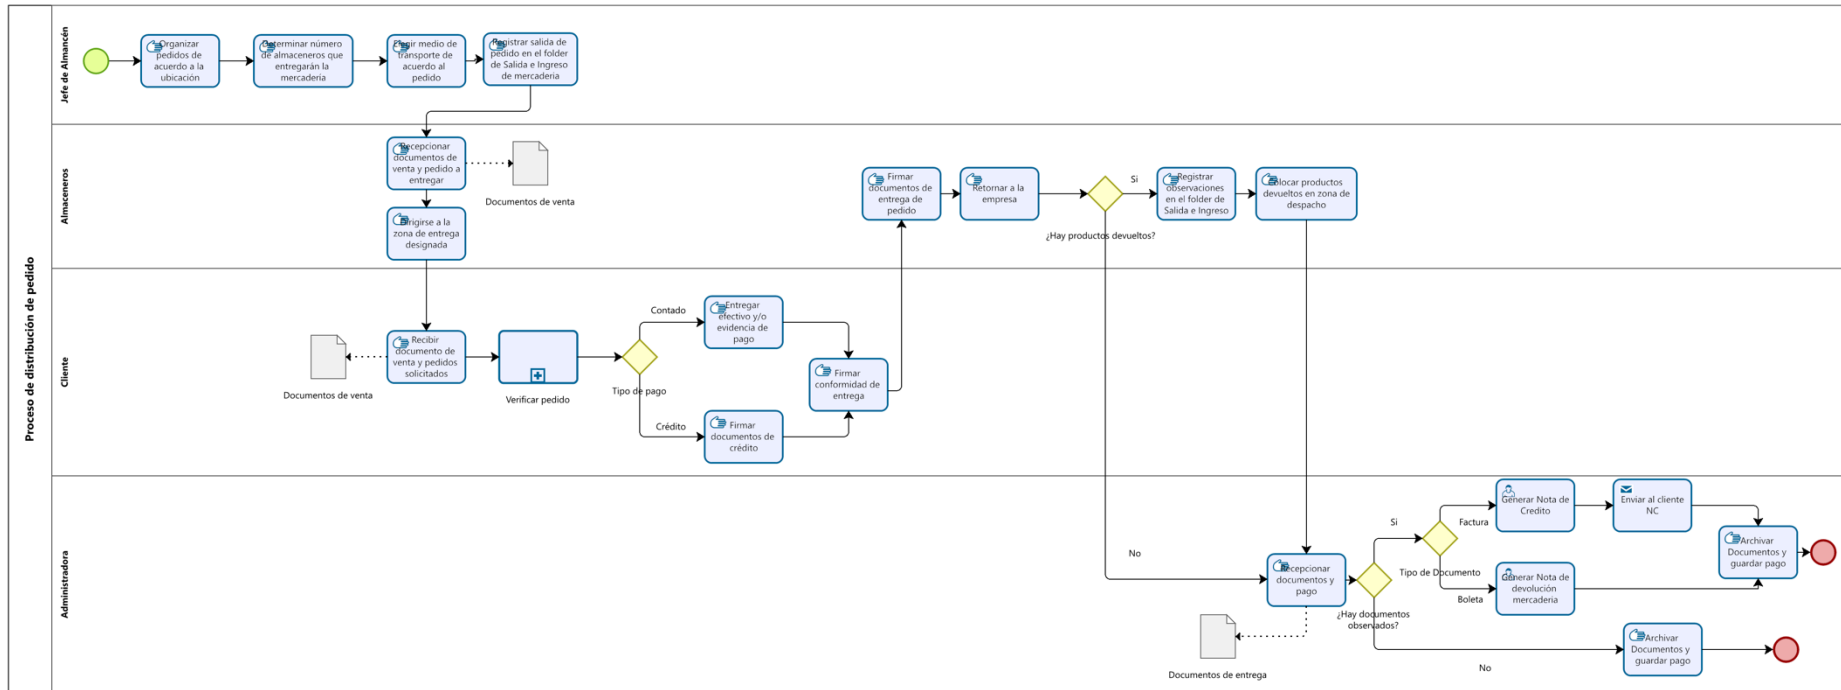 Proceso de distribución de pedido
Jefe de Almancén
Organizar
pedidos de
acuerdo a la
ubicación
Determinar número
de almaceneros que
entregarán la
mercadería
Elegir medio de
transporte de
acuerdo al
pedido
Registrar salida de
pedido en el folder
de Salida e Ingreso
de mercaderia
Almaceneros
Recepcionar
documentos de
venta y pedido a
entregar
Documentos de venta
Dirigirse a la
zona de entrega
designada
Firmar
documentos de
entrega de
pedido
Retornar a la
empresa
¿Hay productos devueltos?
Si
Registrar
observaciones
en el folder de
Salida e Ingreso
Colocar productos
devueltos en zona de
despacho
Cliente
Documentos de venta
Recibir
documento de
venta y pedidos
solicitados
Verificar pedido
Tipo de pago
Contado
Entregar
efectivo y/o
evidencia de
pago
Crédito
Firmar
documentos de
crédito
Firmar
conformidad de
entrega
Administradora
No
Recepcionar
documentos y
pago
Documentos de entrega
¿Hay documentos
observados?
Si
Tipo de Documento
Factura
Generar Nota de
Credito
Enviar al cliente
NC
Boleta
Generar Nota de
devolución
mercaderia
Archivar
Documentos y
guardar pago
No
Archivar
Documentos y
guardar pago